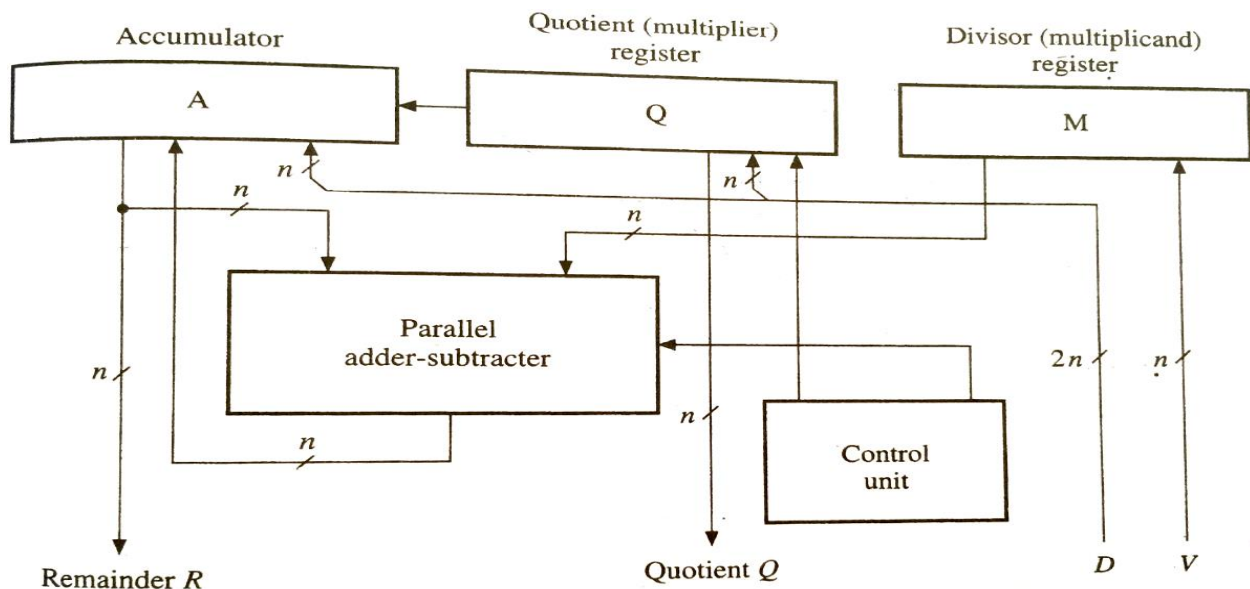 Accumulator
Quotient (multiplier)
register
Divisor (multiplicand)
register
A
Q
M
n
n
n
n
Parallel
adder-subtracter
n
n
n
2n
n
Control
unit
Remainder R
Quotient Q
D
V